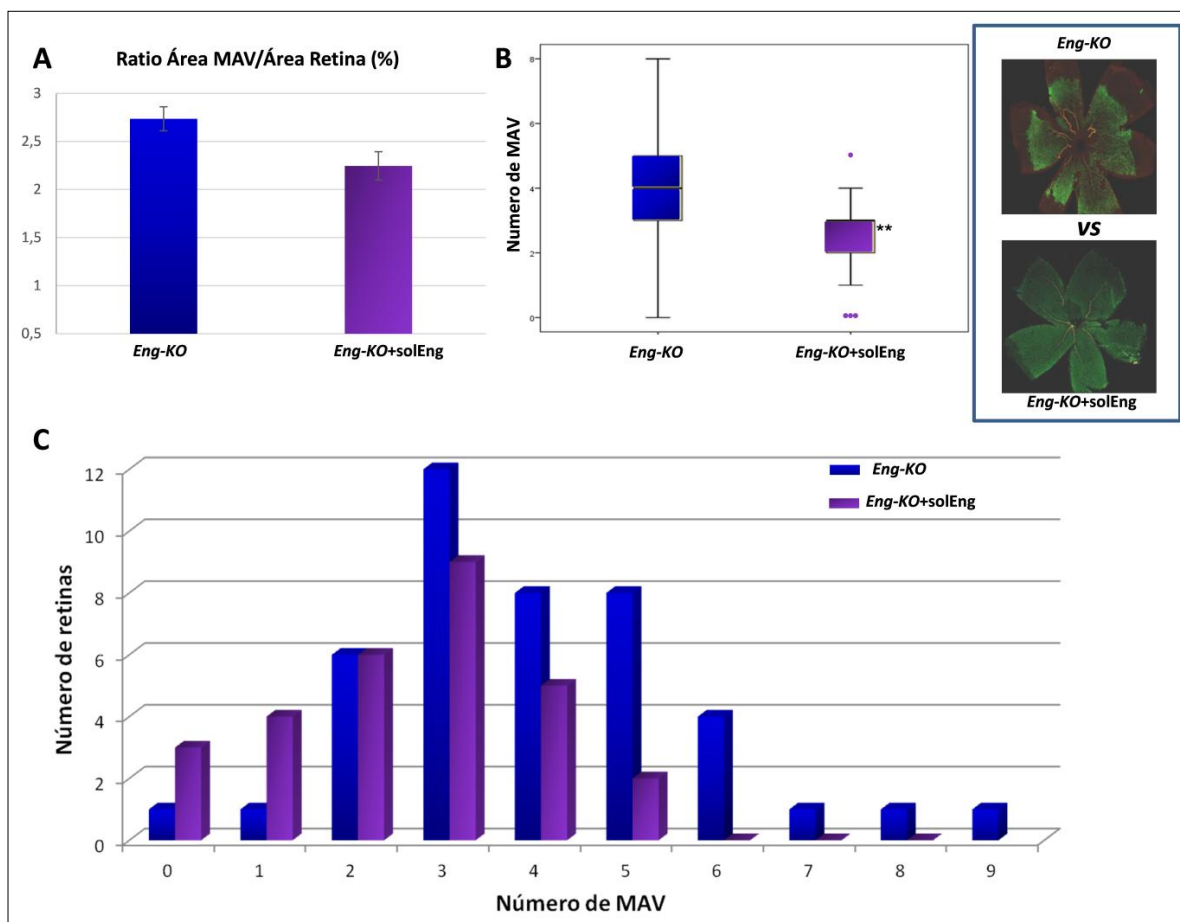 A
Ratio Área MAV/Área Retina (%)
3
2,5
2
1,5
1
0,5
Eng-KO
Eng-KO+solEng
B
Numero de MAV
8
6
4
2
0
**
Eng-KO
Eng-KO+solEng
Eng-KO
VS
Eng-KO+solEng
C
Número de retinas
12
10
8
6
4
2
0
Eng-KO
Eng-KO+solEng
0 1 2 3 4 5 6 7 8 9
Número de MAV